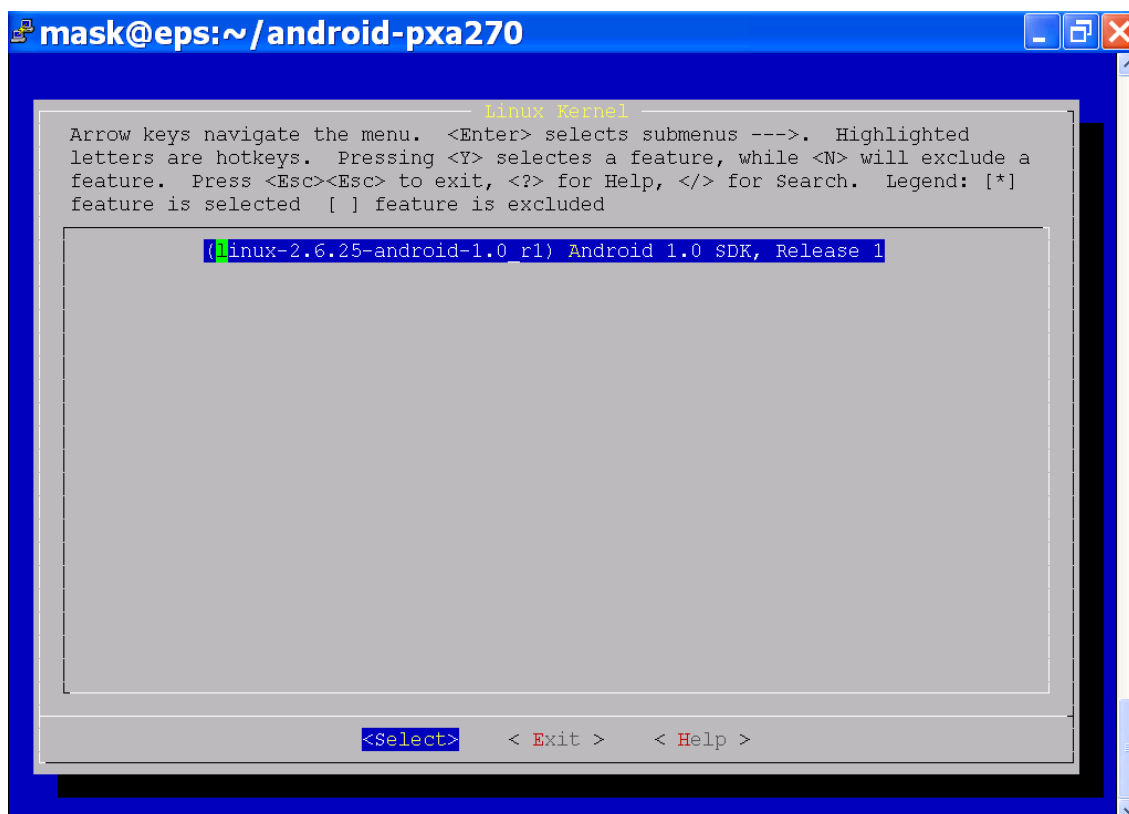 mask@eps:~/android-pxa270
Linux Kernel
Arrow keys navigate the menu.  <Enter> selects submenus --->.  Highlighted
letters are hotkeys.  Pressing <Y> selectes a feature, while <N> will exclude a
feature.  Press <Esc><Esc> to exit, <?> for Help, </> for Search.  Legend: [*]
feature is selected  [ ] feature is excluded
(linux-2.6.25-android-1.0_r1) Android 1.0 SDK, Release 1
<Select>    < Exit >    < Help >